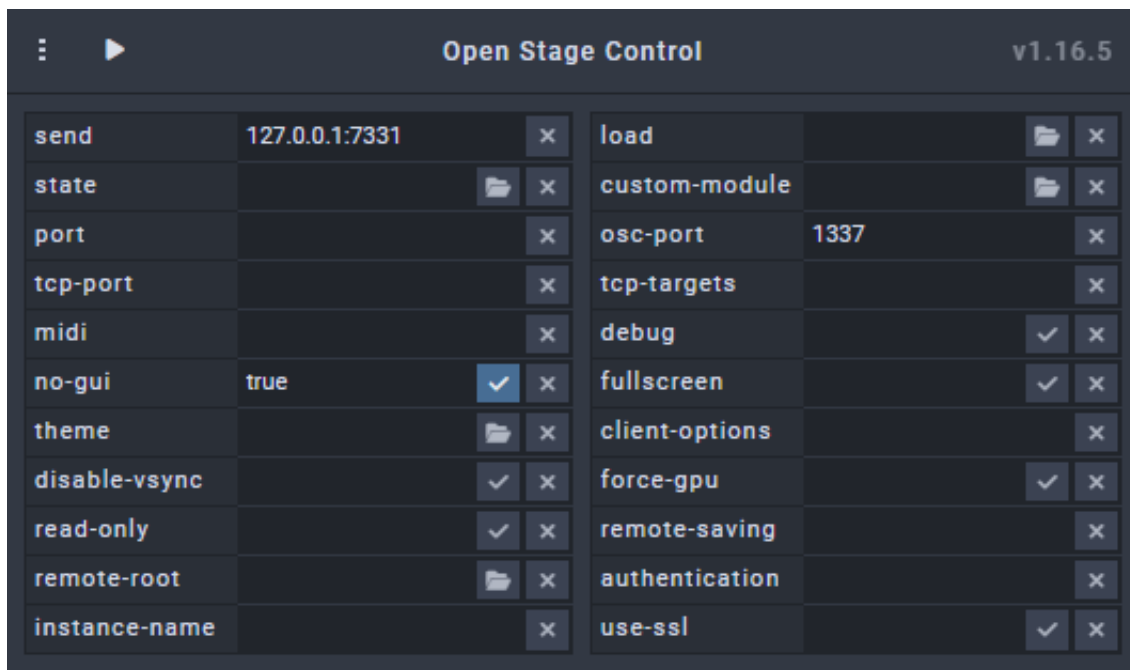 Open Stage Control v1.16.5
send 127.0.0.1:7331 load
state custom-module
port osc-port 1337
tcp-port tcp-targets
midi debug
no-gui true fullscreen
theme client-options
disable-vsync force-gpu
read-only remote-saving
remote-root authentication
instance-name use-ssl